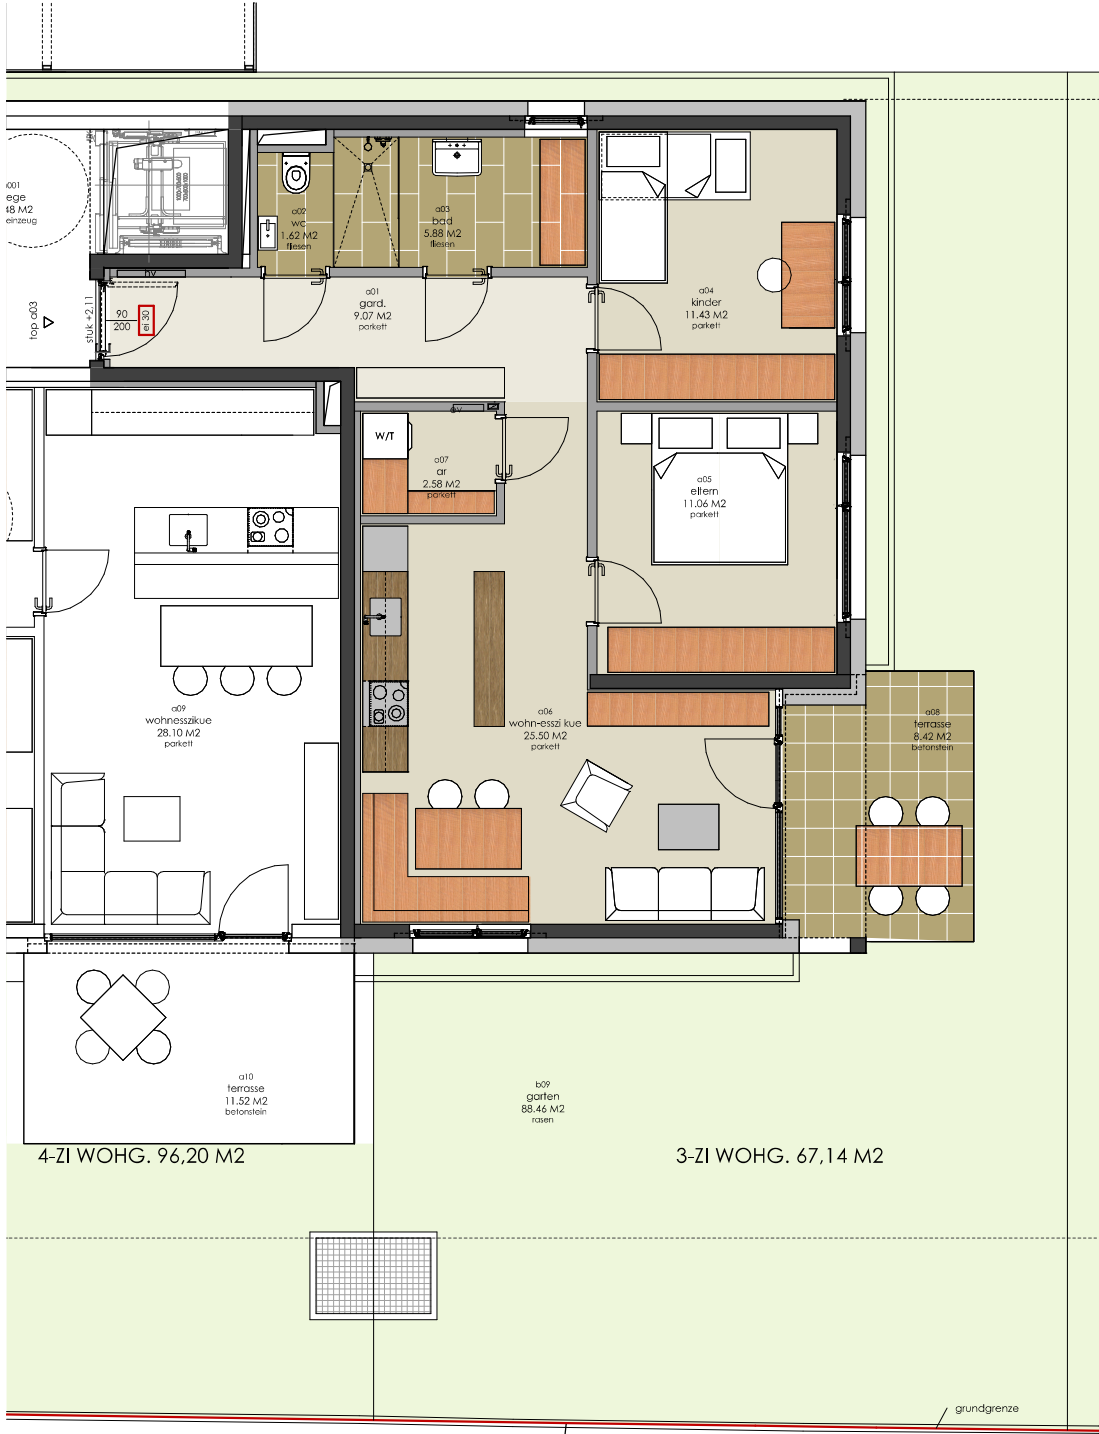 ege
48 M2
einzeug
top a03
stuk +2.11
90
200
ei 30
hv
a02
wc
1.62 M2
fliesen
a03
bad
5.88 M2
fliesen
a01
gard.
9.07 M2
parkett
a04
kinder
11.43 M2
parkett
W/T
a07
ar
2.58 M2
parkett
a05
eltern
11.06 M2
parkett
a09
wohnesszikue
28.10 M2
parkett
a06
wohn-esszi kue
25.50 M2
parkett
a08
terrasse
8.42 M2
betonstein
a10
terrasse
11.52 M2
betonstein
b09
garten
88.46 M2
rasen
4-ZI WOHG. 96,20 M2
3-ZI WOHG. 67,14 M2
grundgrenze